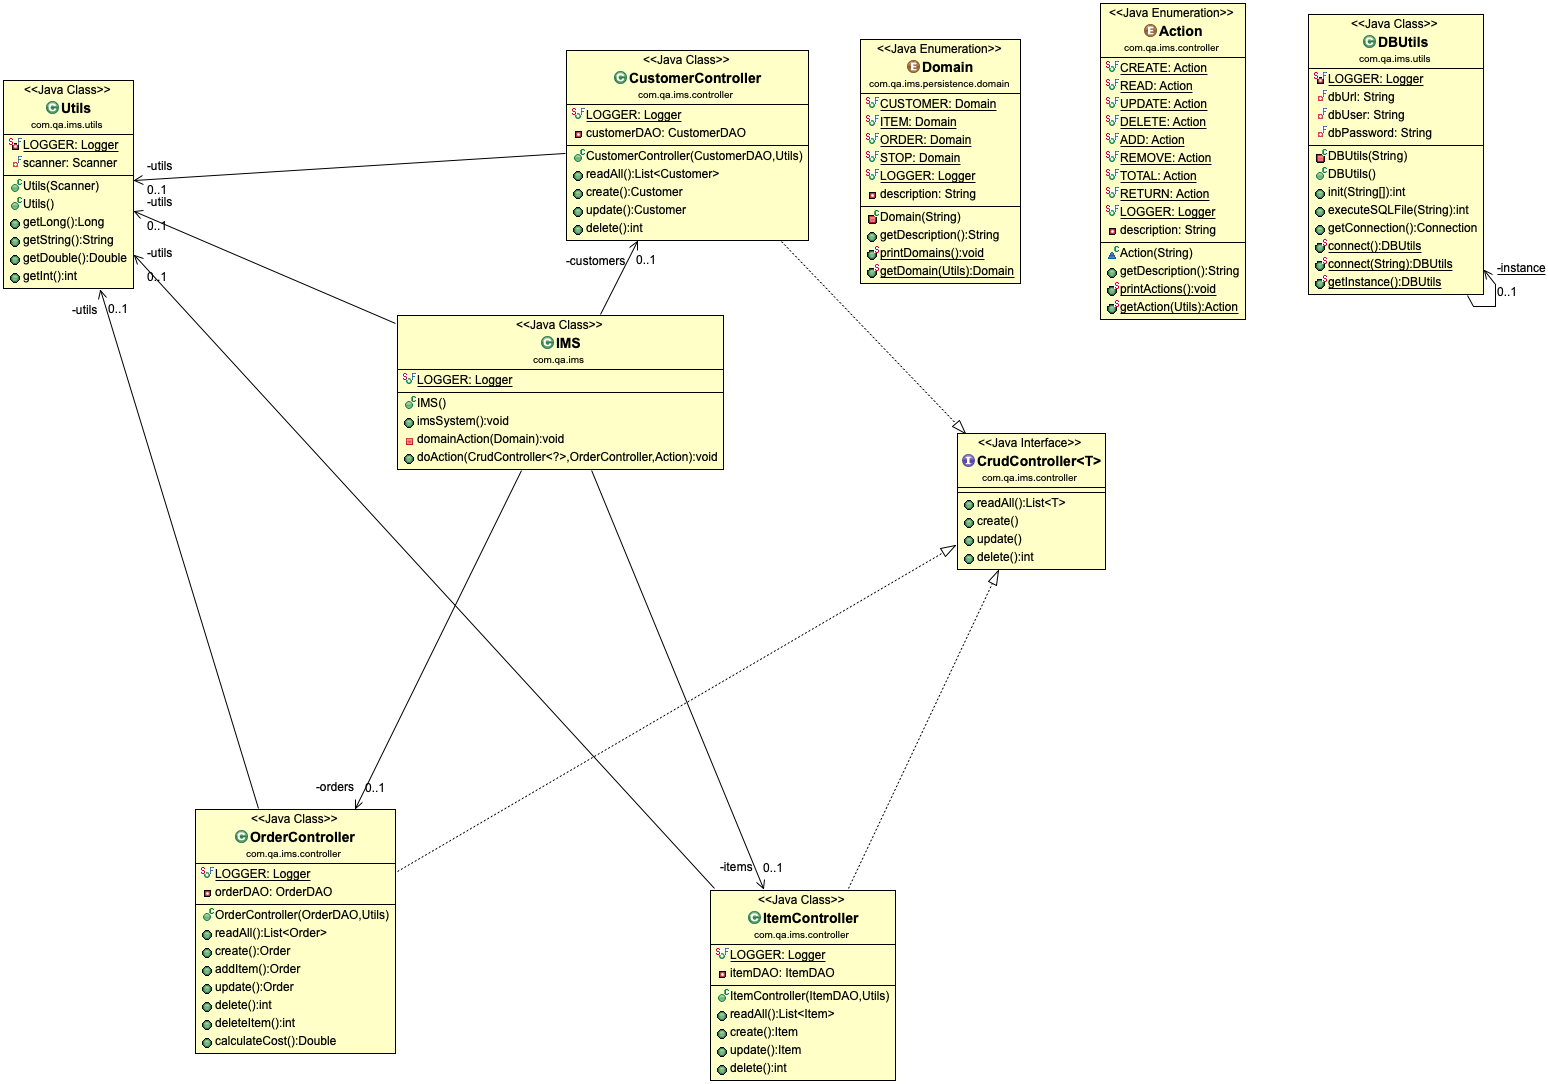 <<Java Class>>
Utils
com.qa.ims.utils
LOGGER: Logger
scanner: Scanner
Utils(Scanner)
Utils()
getLong():Long
getString():String
getDouble():Double
getInt():int
<<Java Class>>
CustomerController
com.qa.ims.controller
LOGGER: Logger
customerDAO: CustomerDAO
CustomerController(CustomerDAO,Utils)
readAll():List<Customer>
create():Customer
update():Customer
delete():int
<<Java Enumeration>>
Domain
com.qa.ims.persistence.domain
CUSTOMER: Domain
ITEM: Domain
ORDER: Domain
STOP: Domain
LOGGER: Logger
description: String
Domain(String)
getDescription():String
printDomains():void
getDomain(Utils):Domain
<<Java Enumeration>>
Action
com.qa.ims.controller
CREATE: Action
READ: Action
UPDATE: Action
DELETE: Action
ADD: Action
REMOVE: Action
TOTAL: Action
RETURN: Action
LOGGER: Logger
description: String
Action(String)
getDescription():String
printActions():void
getAction(Utils):Action
<<Java Class>>
DBUtils
com.qa.ims.utils
LOGGER: Logger
dbUrl: String
dbUser: String
dbPassword: String
DBUtils(String)
DBUtils()
init(String[]):int
executeSQLFile(String):int
getConnection():Connection
connect():DBUtils
connect(String):DBUtils
getInstance():DBUtils
-instance
0..1
-utils
0..1
-utils
0..1
-utils
0..1
-utils
0..1
-customers
0..1
<<Java Class>>
IMS
com.qa.ims
LOGGER: Logger
IMS()
imsSystem():void
domainAction(Domain):void
doAction(CrudController<?>,OrderController,Action):void
<<Java Interface>>
CrudController<T>
com.qa.ims.controller
readAll():List<T>
create()
update()
delete():int
-orders
0..1
-items
0..1
<<Java Class>>
OrderController
com.qa.ims.controller
LOGGER: Logger
orderDAO: OrderDAO
OrderController(OrderDAO,Utils)
readAll():List<Order>
create():Order
addItem():Order
update():Order
delete():int
deleteItem():int
calculateCost():Double
<<Java Class>>
ItemController
com.qa.ims.controller
LOGGER: Logger
itemDAO: ItemDAO
ItemController(ItemDAO,Utils)
readAll():List<Item>
create():Item
update():Item
delete():int